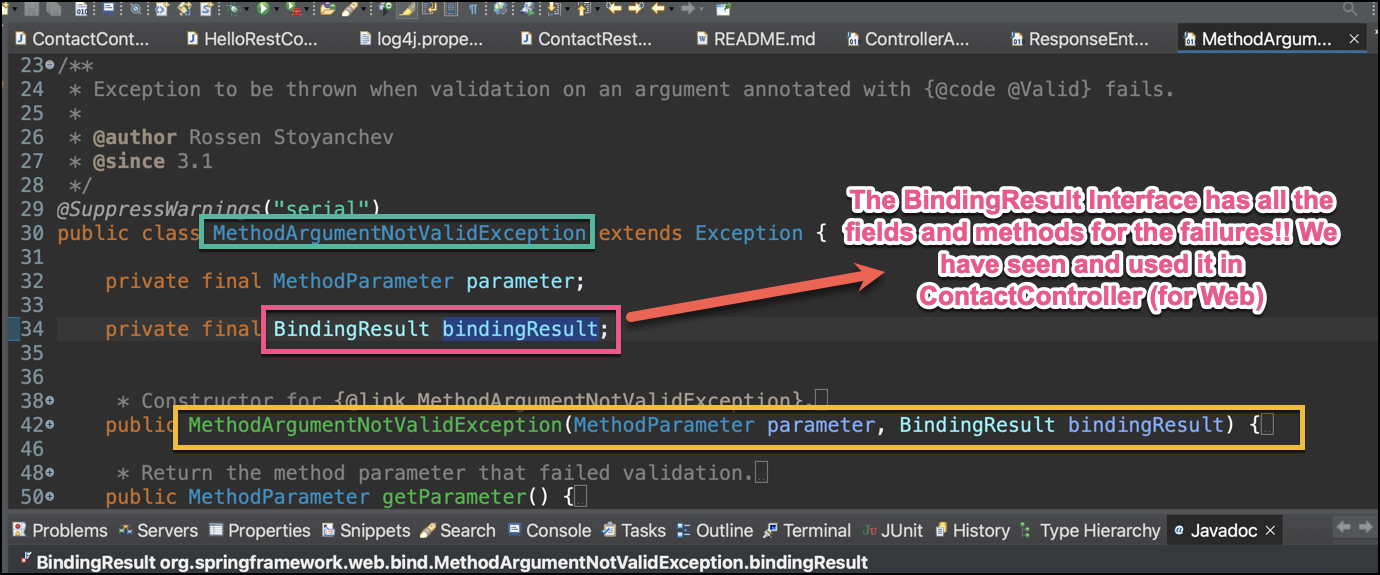 ContactCont...
HelloRestCo...
log4j.prope...
ContactRest...
README.md
ControllerA...
ResponseEnt...
MethodArgum...
23 /**
24 * Exception to be thrown when validation on an argument annotated with {@code @Valid} fails.
25 *
26 * @author Rossen Stoyanchev
27 * @since 3.1
28 */
29 @SuppressWarnings("serial")
30 public class MethodArgumentNotValidException extends Exception {
31
32 private final MethodParameter parameter;
33
34 private final BindingResult bindingResult;
35
36
38 * Constructor for {@link MethodArgumentNotValidException}.
42 public MethodArgumentNotValidException(MethodParameter parameter, BindingResult bindingResult) {
46
48 * Return the method parameter that failed validation.
50 public MethodParameter getParameter() {
The BindingResult Interface has all the
fields and methods for the failures!! We
have seen and used it in
ContactController (for Web)
Problems
Servers
Properties
Snippets
Search
Console
Tasks
Outline
Terminal
JUnit
History
Type Hierarchy
Javadoc
BindingResult org.springframework.web.bind.MethodArgumentNotValidException.bindingResult